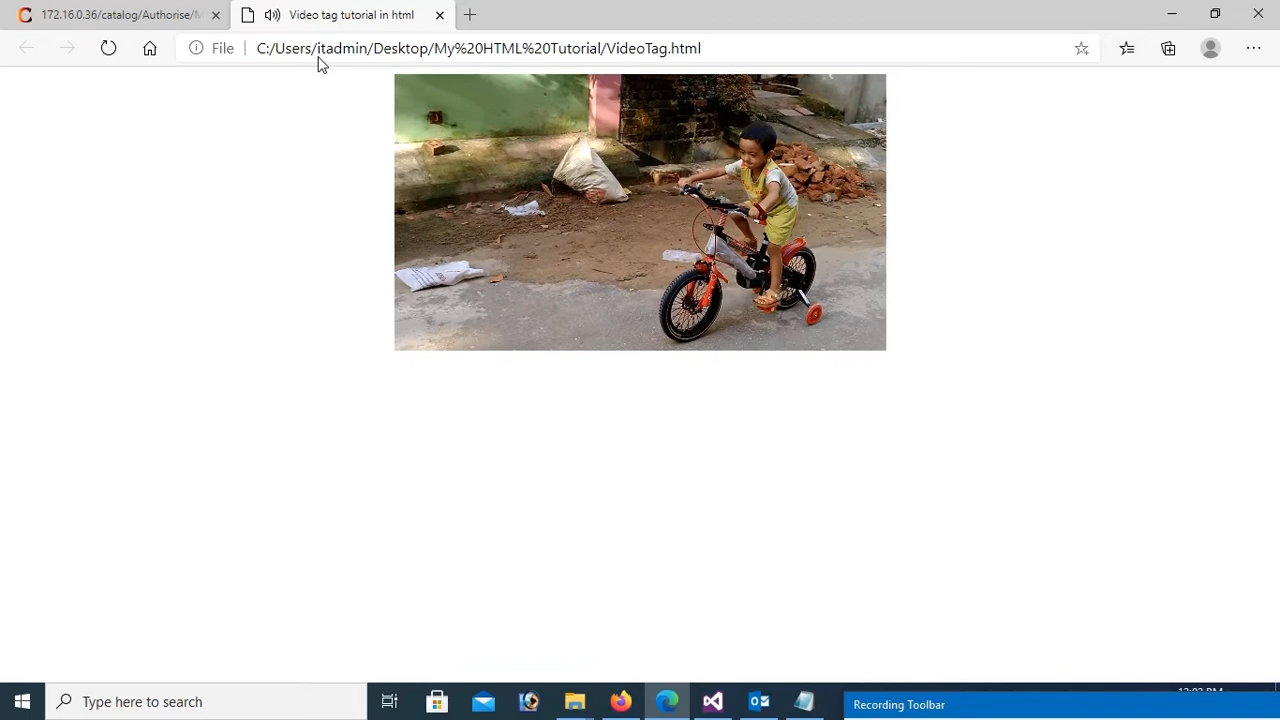 172.16.0.36/catalog/Authorise/M
Video tag tutorial in html
File
C:/Users/itadmin/Desktop/My%20HTML%20Tutorial/VideoTag.html
Type here to search
Recording Toolbar